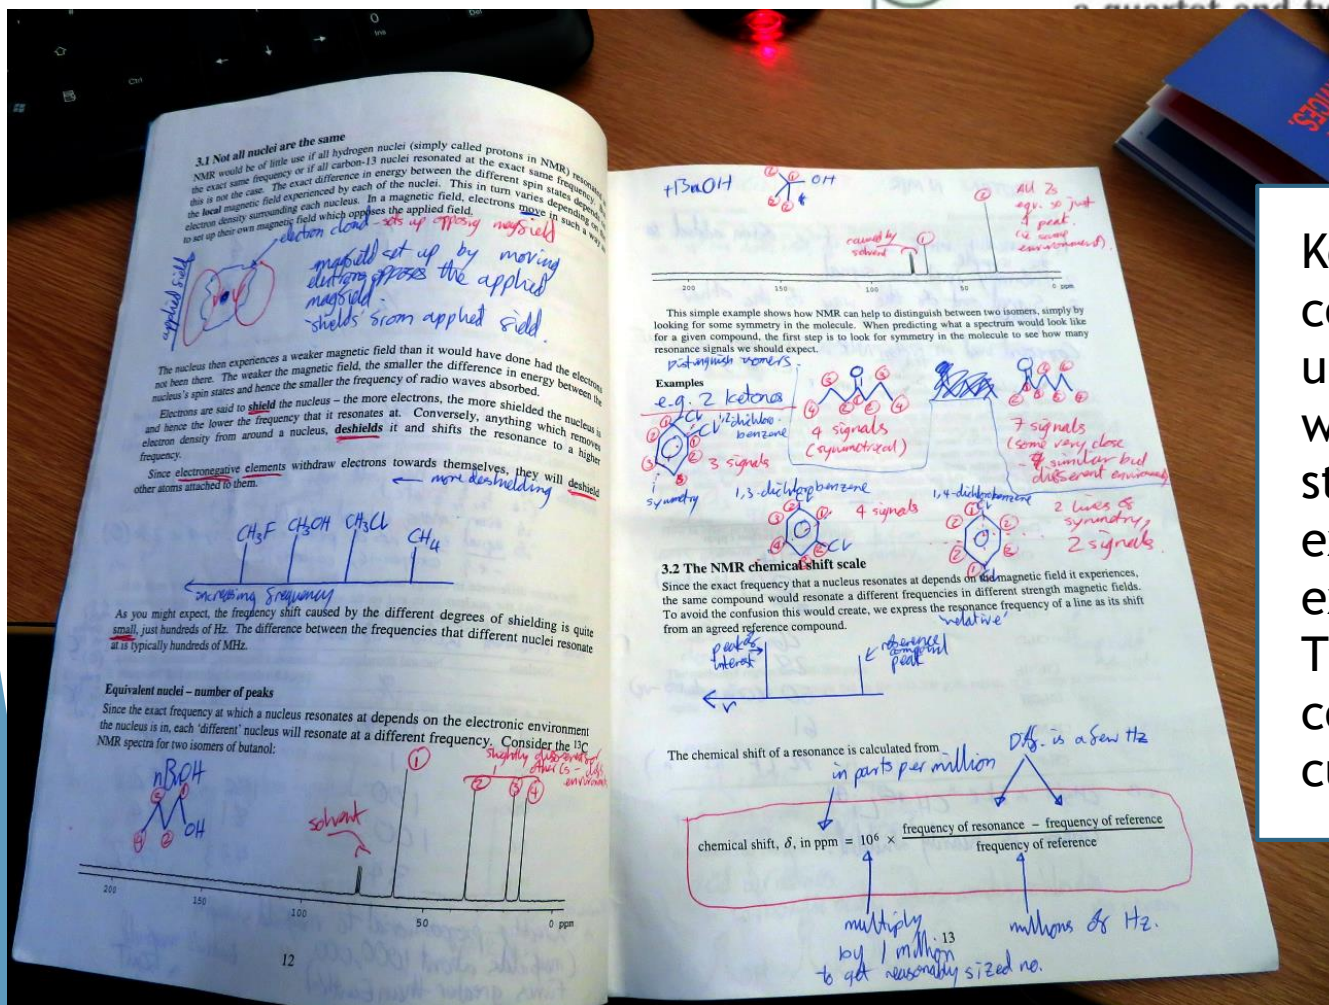 3.1 Not all nuclei are the same
NMR would be of little use if all hydrogen nuclei (simply called protons in NMR)
the exact same frequency or if all carbon-13 nuclei resonated at the exact same frequency.
this is not the case. The exact difference in energy between the different spin states
the local magnetic field experienced by each of the nuclei. This in turn varies depending on
electron density surrounding each nucleus. In a magnetic field, electrons move in such a way as
to set up their own magnetic field which opposes the applied field.
electron cloud - sets up opposing magfield
applied field
magfield set up by moving
electrons opposes the applied
magfield.
'shields' from applied field.
The nucleus then experiences a weaker magnetic field than it would have done had the electrons
not been there. The weaker the magnetic field, the smaller the difference in energy between the
nucleus's spin states and hence the smaller the frequency of radio waves absorbed.
Electrons are said to shield the nucleus – the more electrons, the more shielded the nucleus is
and hence the lower the frequency that it resonates at. Conversely, anything which removes
electron density from around a nucleus, deshields it and shifts the resonance to a higher
frequency.
Since electronegative elements withdraw electrons towards themselves, they will deshield
other atoms attached to them.
← more deshielding
CH3F CH3OH CH3Cl CH4
increasing frequency
As you might expect, the frequency shift caused by the different degrees of shielding is quite
small, just hundreds of Hz. The difference between the frequencies that different nuclei resonate
at is typically hundreds of MHz.
Equivalent nuclei – number of peaks
Since the exact frequency at which a nucleus resonates at depends on the electronic environment
the nucleus is in, each 'different' nucleus will resonate at a different frequency. Consider the 13C
NMR spectra for two isomers of butanol:
nBuOH
OH
solvent
1
2 3 4
200 150 100 50 0 ppm
12
tBuOH
OH
caused by
solvent
1
2
All 2s
eqv. so just
1 peak.
(ie same
environment).
200 150 100 50 0 ppm
This simple example shows how NMR can help to distinguish between two isomers, simply by
looking for some symmetry in the molecule. When predicting what a spectrum would look like
for a given compound, the first step is to look for symmetry in the molecule to see how many
resonance signals we should expect.
Distinguish isomers.
Examples
e.g. 2 ketones
4 signals
(symmetrical)
7 signals
(some very close
- similar but
different environments)
1,2-dichloro-
benzene
3 signals
symmetry
1,3-dichlorobenzene
4 signals
1,4-dichlorobenzene
2 lines of
symmetry,
2 signals.
3.2 The NMR chemical shift scale
Since the exact frequency that a nucleus resonates at depends on the magnetic field it experiences,
the same compound would resonate a different frequencies in different strength magnetic fields.
To avoid the confusion this would create, we express the resonance frequency of a line as its shift
from an agreed reference compound.
'relative'
peak of
interest
reference
compound
peak
ν
The chemical shift of a resonance is calculated from
in parts per million
Diff. is a few Hz
chemical shift, δ, in ppm = 10⁶ × frequency of resonance − frequency of reference
frequency of reference
multiply
by 1 million
to get reasonably sized no.
millions of Hz.
13